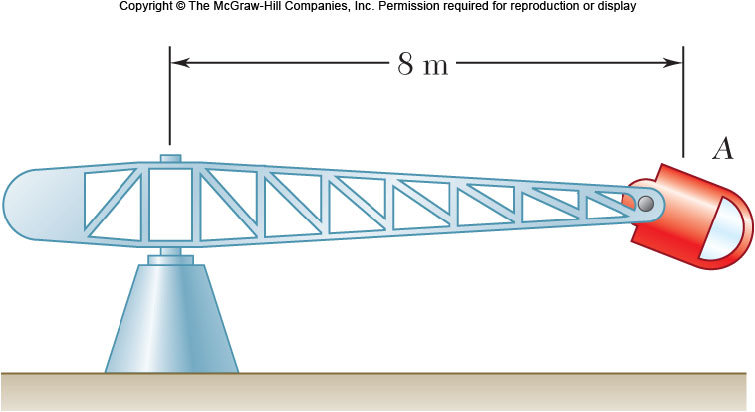 Copyright © The McGraw-Hill Companies, Inc. Permission required for reproduction or display
8 m
A